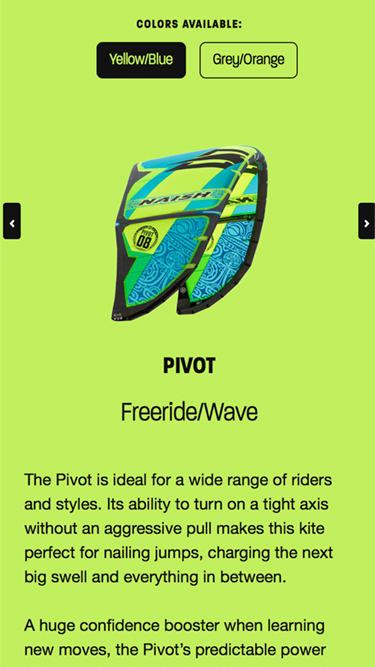 COLORS AVAILABLE:
Yellow/Blue
Grey/Orange
NAISH
PIVOT
08
PIVOT
Freeride/Wave
The Pivot is ideal for a wide range of riders
and styles. Its ability to turn on a tight axis
without an aggressive pull makes this kite
perfect for nailing jumps, charging the next
big swell and everything in between.
A huge confidence booster when learning
new moves, the Pivot's predictable power